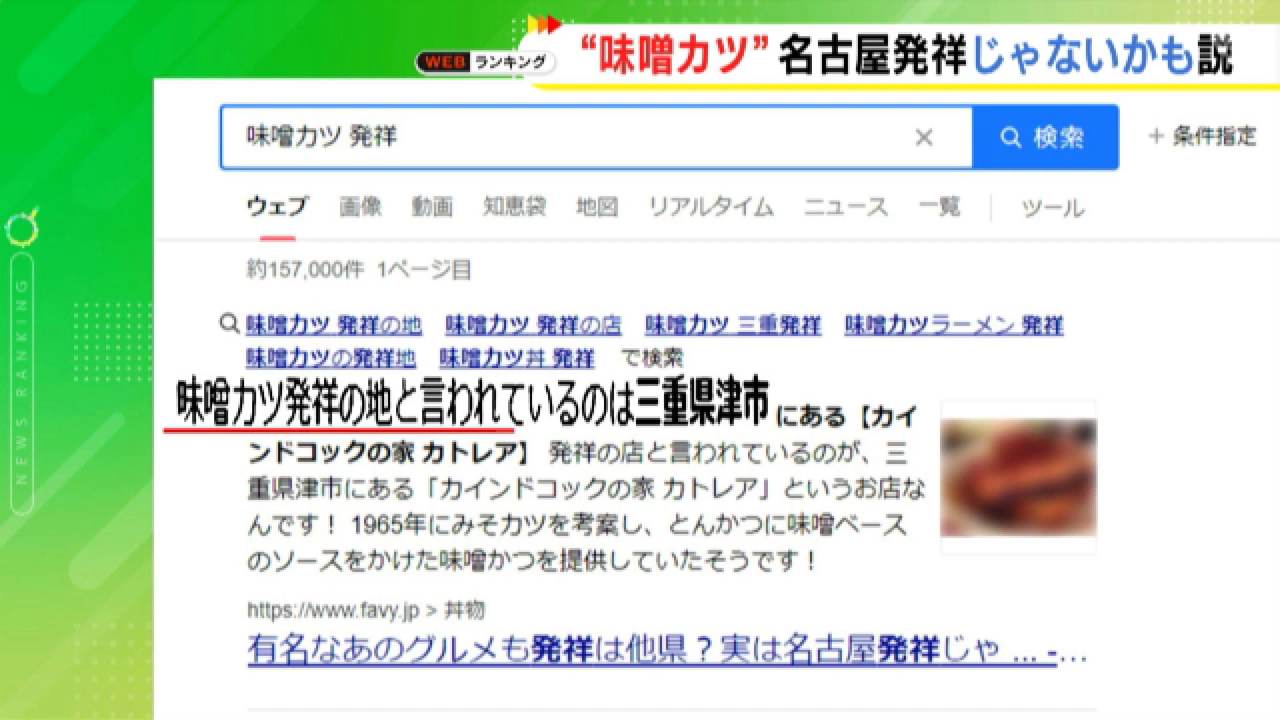 WEB ランキング
“味噌カツ” 名古屋発祥じゃないかも説
味噌カツ 発祥
× 検索 + 条件指定
ウェブ 画像 動画 知恵袋 地図 リアルタイム ニュース 一覧 ツール
約157,000件 1ページ目
味噌カツ 発祥の地 味噌カツ 発祥の店 味噌カツ 三重発祥 味噌カツラーメン 発祥
味噌カツの発祥地 味噌カツ丼 発祥 で検索
味噌カツ発祥の地と言われているのは三重県津市 にある【カイ
ンドコックの家 カトレア】 発祥の店と言われているのが、三
重県津市にある「カインドコックの家 カトレア」というお店な
んです！ 1965年にみそカツを考案し、とんかつに味噌ベース
のソースをかけた味噌かつを提供していたそうです！
https://www.favy.jp > 丼物
有名なあのグルメも発祥は他県？実は名古屋発祥じゃ ... -...
NEWS RANKING